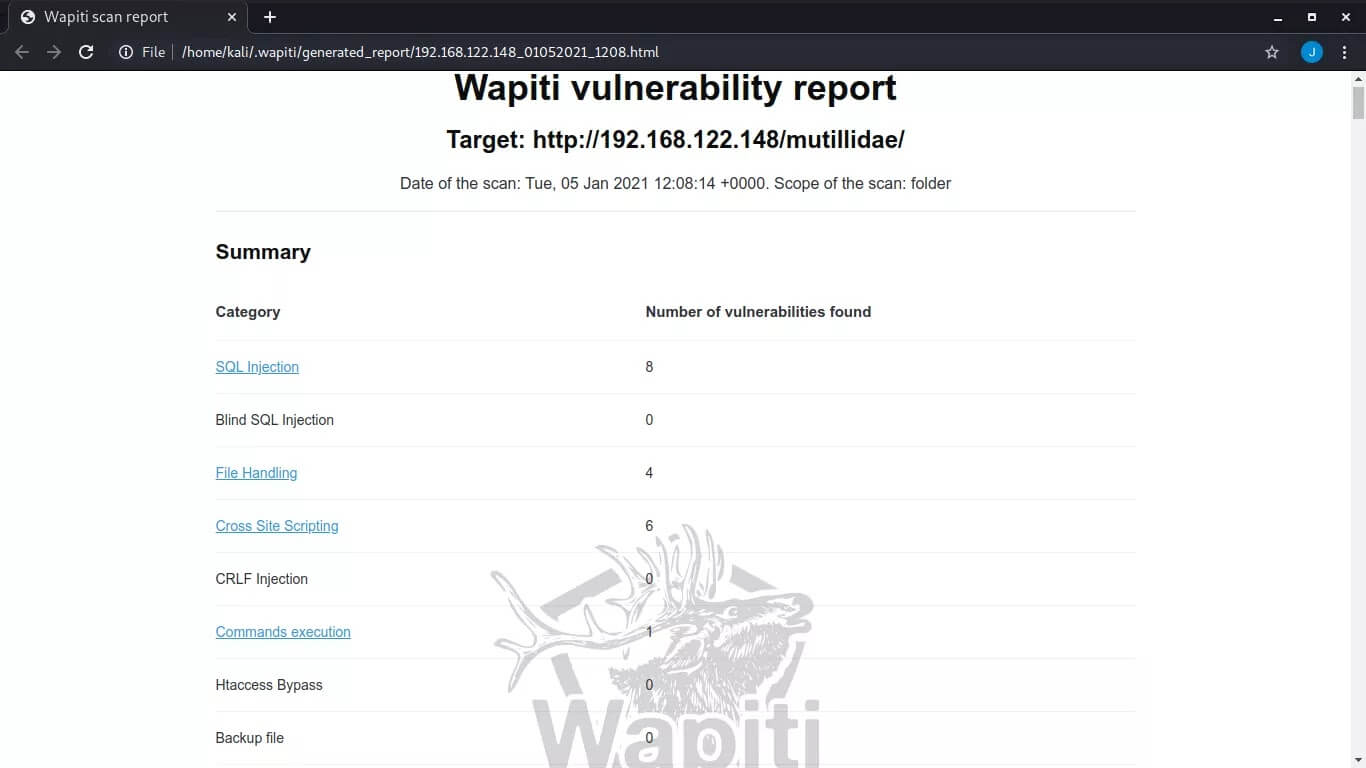 Wapiti scan report
File
/home/kali/.wapiti/generated_report/192.168.122.148_01052021_1208.html
J
Wapiti vulnerability report
Target: http://192.168.122.148/mutillidae/
Date of the scan: Tue, 05 Jan 2021 12:08:14 +0000. Scope of the scan: folder
Summary
Category Number of vulnerabilities found
SQL Injection 8
Blind SQL Injection 0
File Handling 4
Cross Site Scripting 6
CRLF Injection 0
Commands execution 1
Htaccess Bypass 0
Backup file 0
Wapiti